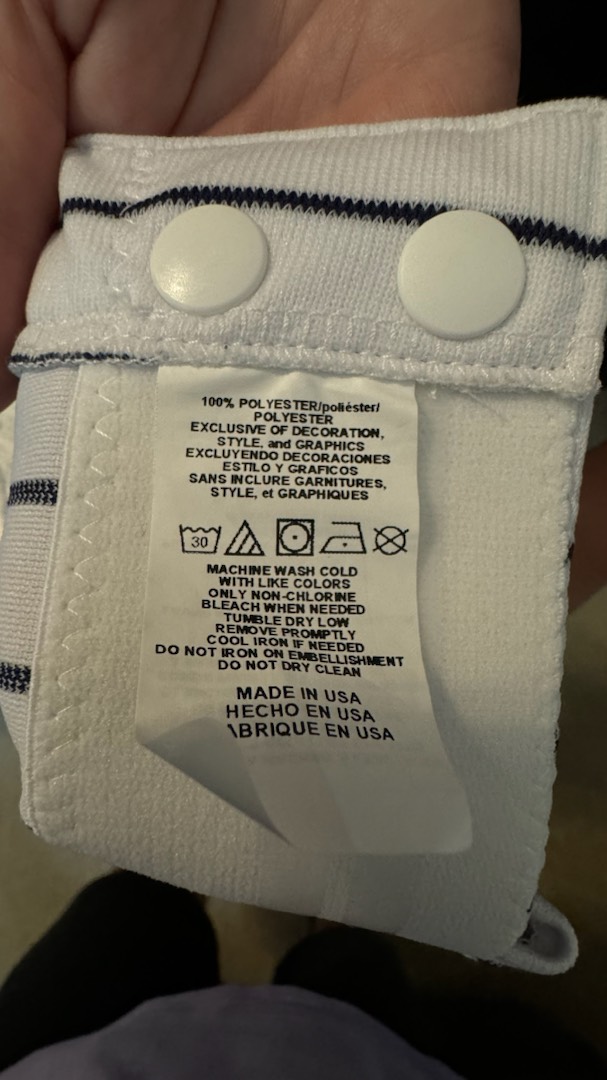 100% POLYESTER/poliéster/
POLYESTER
EXCLUSIVE OF DECORATION,
STYLE, and GRAPHICS
EXCLUYENDO DECORACIONES
ESTILO Y GRAFICOS
SANS INCLURE GARNITURES,
STYLE, et GRAPHIQUES
30
MACHINE WASH COLD
WITH LIKE COLORS
ONLY NON-CHLORINE
BLEACH WHEN NEEDED
TUMBLE DRY LOW
REMOVE PROMPTLY
COOL IRON IF NEEDED
DO NOT IRON ON EMBELLISHMENT
DO NOT DRY CLEAN
MADE IN USA
HECHO EN USA
\BRIQUE EN USA